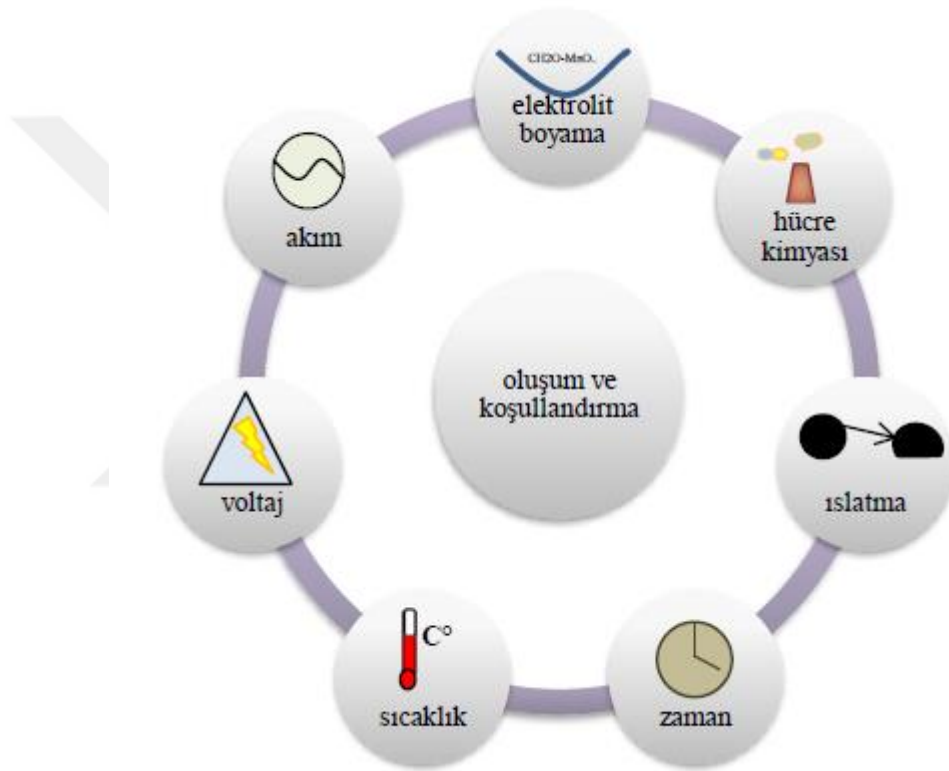 elektrolit
boyama
hücre
kimyası
ıslatma
zaman
C°
sıcaklık
voltaj
akım
oluşum ve
koşullandırma